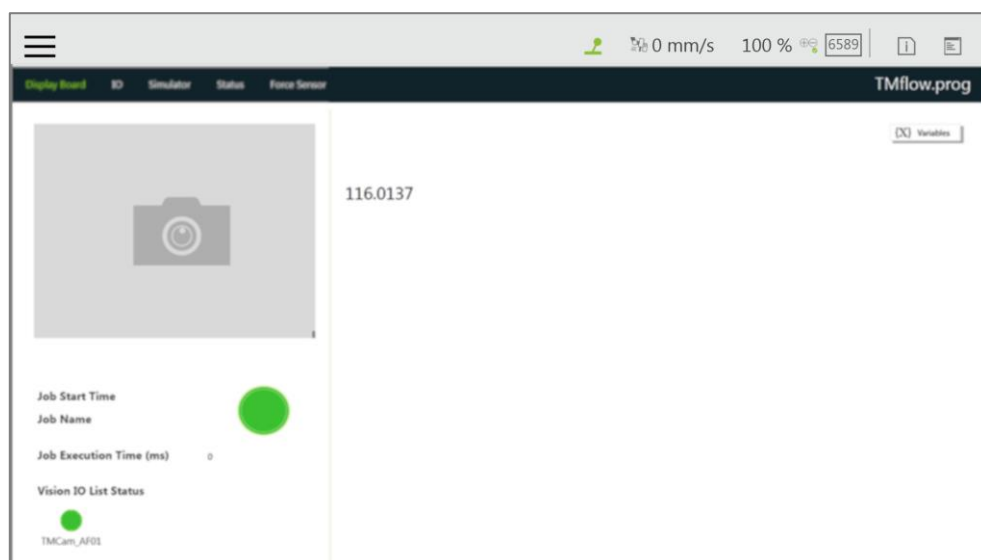 0 mm/s 100 % 6589
Display Board IO Simulator Status Force Sensor TMflow.prog
(X) Variables
116.0137
Job Start Time
Job Name
Job Execution Time (ms) 0
Vision IO List Status
TMCam_AF01